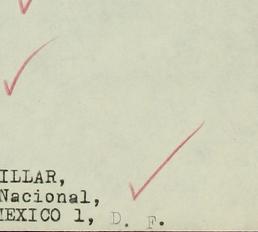 ILLAR,
Nacional,
MEXICO 1, D. F.